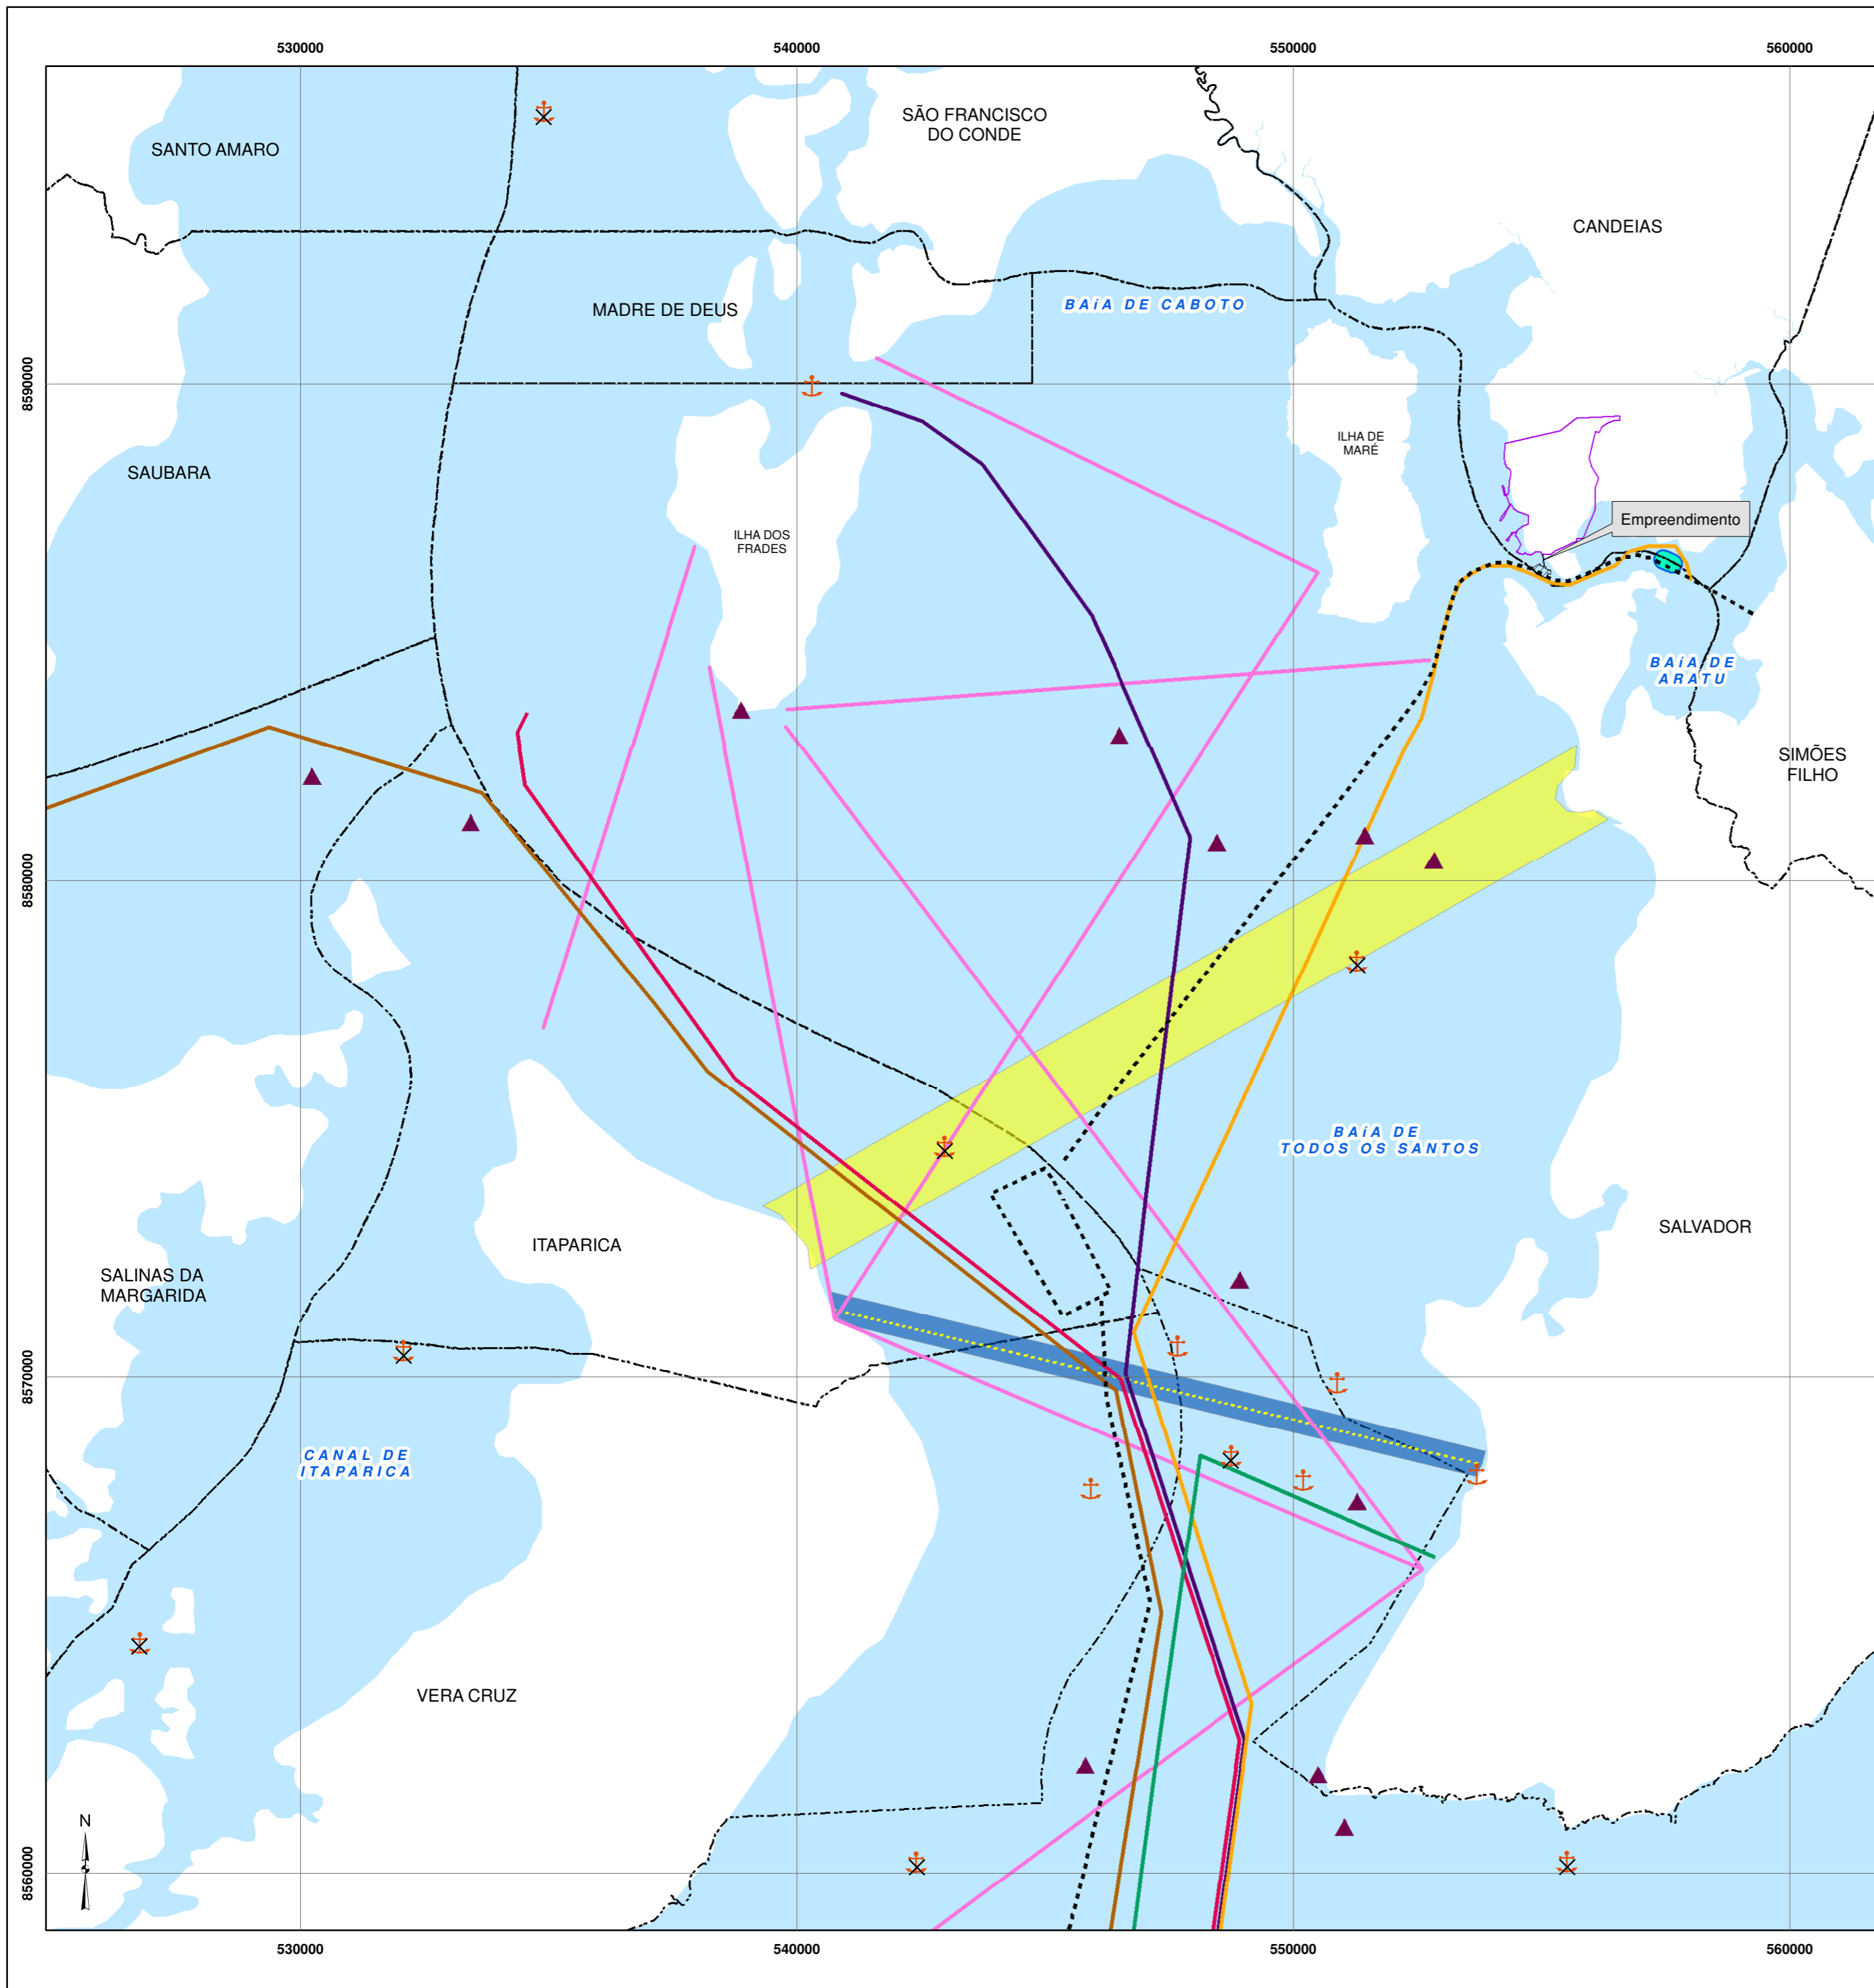 530000
540000
550000
560000
SÃO FRANCISCO
DO CONDE
SANTO AMARO
CANDEIAS
BAíA DE CABOTO
MADRE DE DEUS
8590000
ILHA DE
MARÉ
SAUBARA
Empreendimento
ILHA DOS
FRADES
BAíA DE
ARATU
SIMÕES
FILHO
8580000
BAíA DE
TODOS OS SANTOS
SALVADOR
ITAPARICA
SALINAS DA
MARGARIDA
8570000
CANAL DE
ITAPARICA
VERA CRUZ
N
8560000
530000
540000
550000
560000